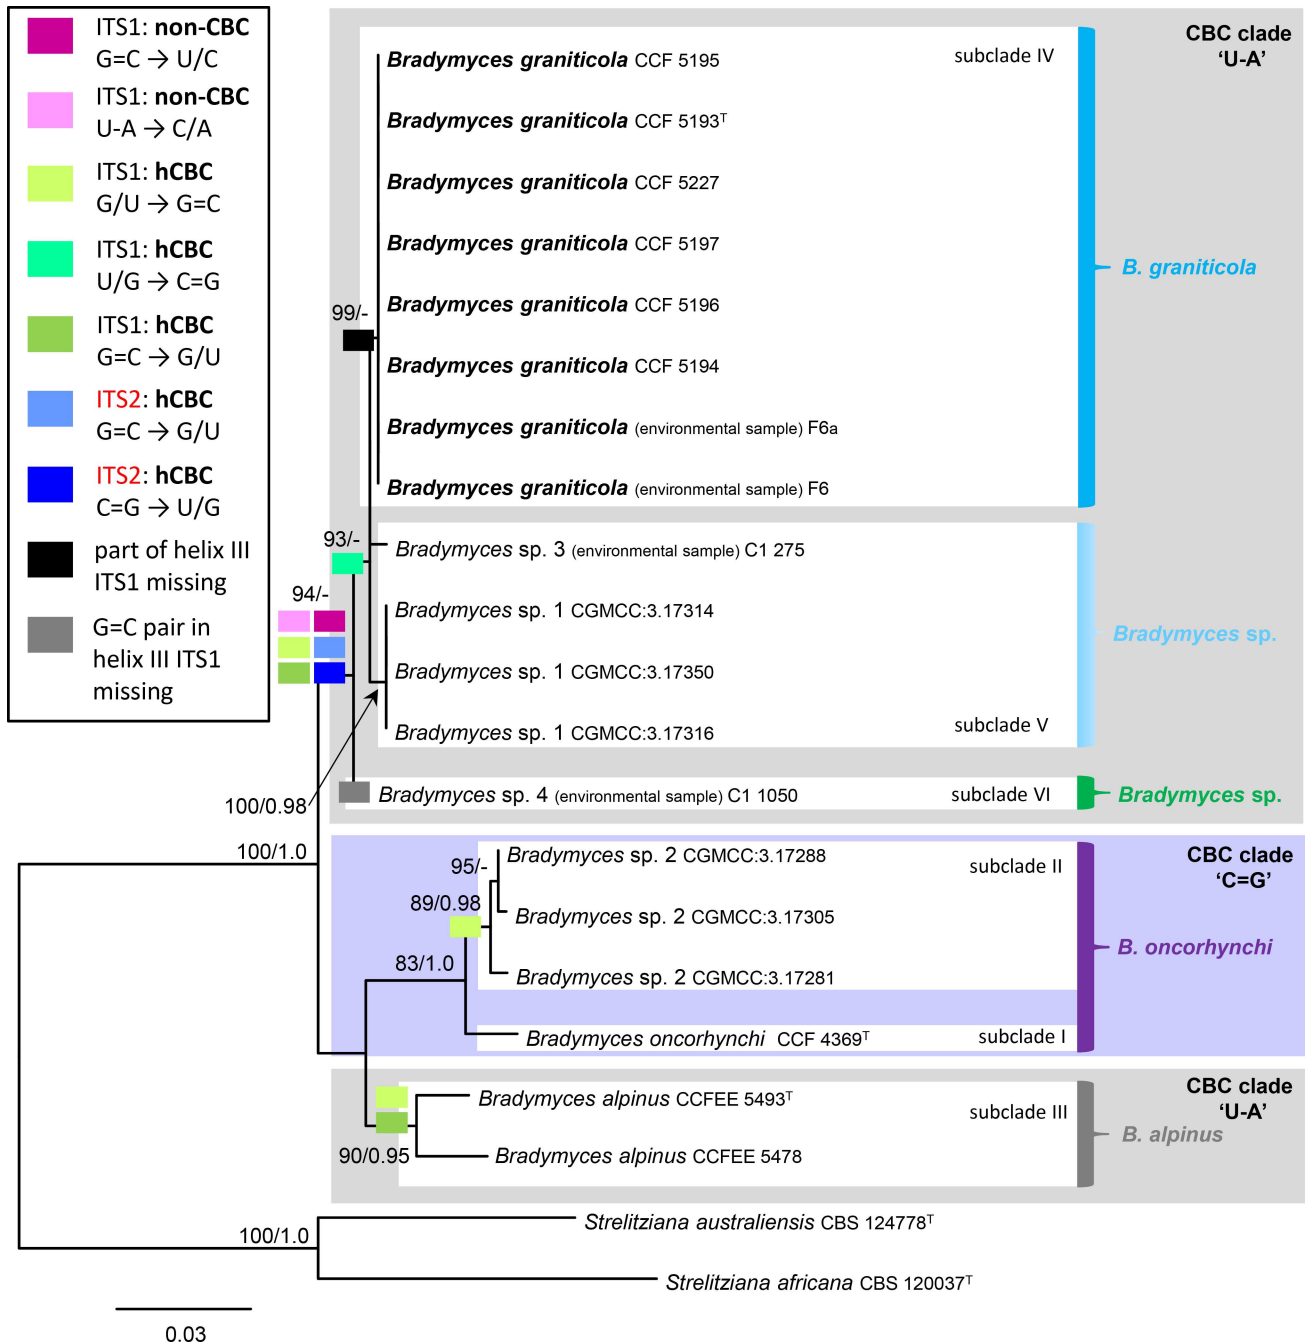 ITS1: non-CBC
G=C → U/C
ITS1: non-CBC
U-A → C/A
ITS1: hCBC
G/U → G=C
ITS1: hCBC
U/G → C=G
ITS1: hCBC
G=C → G/U
ITS2: hCBC
G=C → G/U
ITS2: hCBC
C=G → U/G
part of helix III
ITS1 missing
G=C pair in
helix III ITS1
missing
CBC clade
‘U-A’
subclade IV
Bradymyces graniticola CCF 5195
Bradymyces graniticola CCF 5193ᵀ
Bradymyces graniticola CCF 5227
Bradymyces graniticola CCF 5197
B. graniticola
Bradymyces graniticola CCF 5196
99/-
Bradymyces graniticola CCF 5194
Bradymyces graniticola (environmental sample) F6a
Bradymyces graniticola (environmental sample) F6
93/-
Bradymyces sp. 3 (environmental sample) C1 275
94/-
Bradymyces sp. 1 CGMCC:3.17314
Bradymyces sp.
Bradymyces sp. 1 CGMCC:3.17350
Bradymyces sp. 1 CGMCC:3.17316
subclade V
100/0.98
Bradymyces sp. 4 (environmental sample) C1 1050
subclade VI
Bradymyces sp.
100/1.0
CBC clade
‘C=G’
Bradymyces sp. 2 CGMCC:3.17288
subclade II
95/-
89/0.98
Bradymyces sp. 2 CGMCC:3.17305
B. oncorhynchi
83/1.0
Bradymyces sp. 2 CGMCC:3.17281
Bradymyces oncorhynchi CCF 4369ᵀ
subclade I
CBC clade
‘U-A’
Bradymyces alpinus CCFEE 5493ᵀ
subclade III
B. alpinus
90/0.95
Bradymyces alpinus CCFEE 5478
100/1.0
Strelitziana australiensis CBS 124778ᵀ
Strelitziana africana CBS 120037ᵀ
0.03